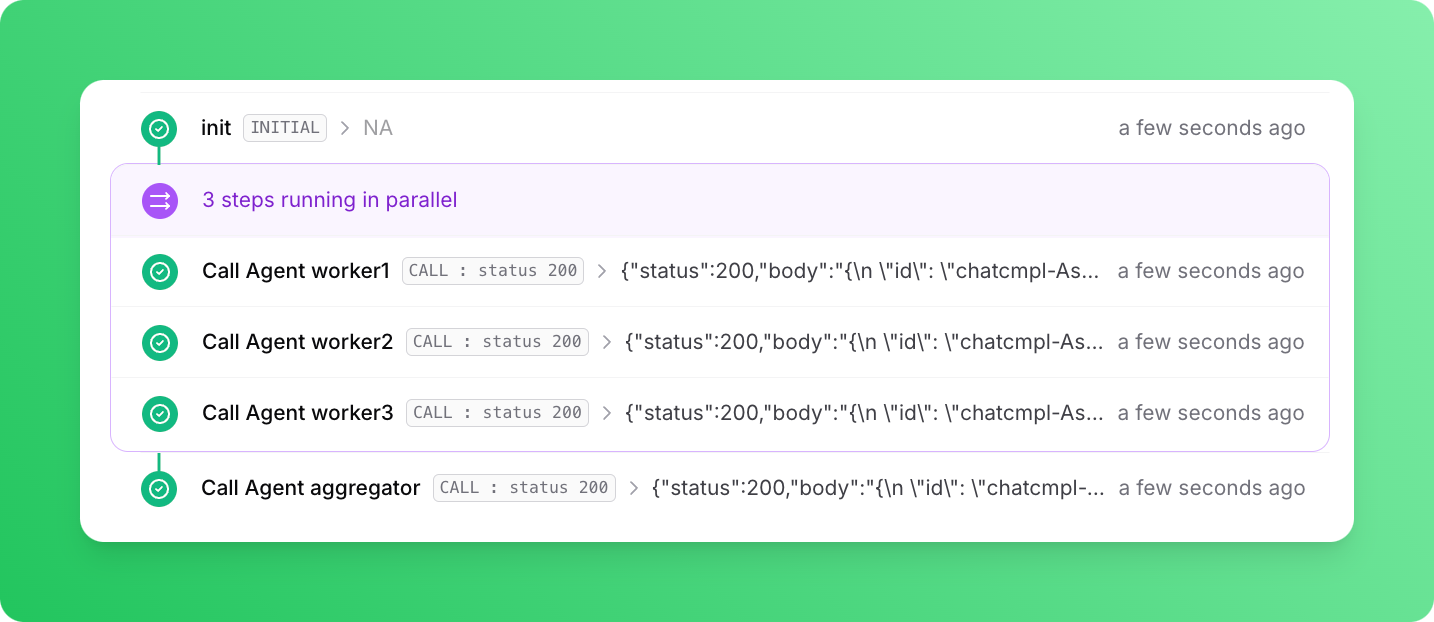 init INITIAL > NA a few seconds ago
3 steps running in parallel
Call Agent worker1 CALL : status 200 > {"status":200,"body":"{\n \"id\": \"chatcmpl-As... a few seconds ago
Call Agent worker2 CALL : status 200 > {"status":200,"body":"{\n \"id\": \"chatcmpl-As... a few seconds ago
Call Agent worker3 CALL : status 200 > {"status":200,"body":"{\n \"id\": \"chatcmpl-As... a few seconds ago
Call Agent aggregator CALL : status 200 > {"status":200,"body":"{\n \"id\": \"chatcmpl-... a few seconds ago